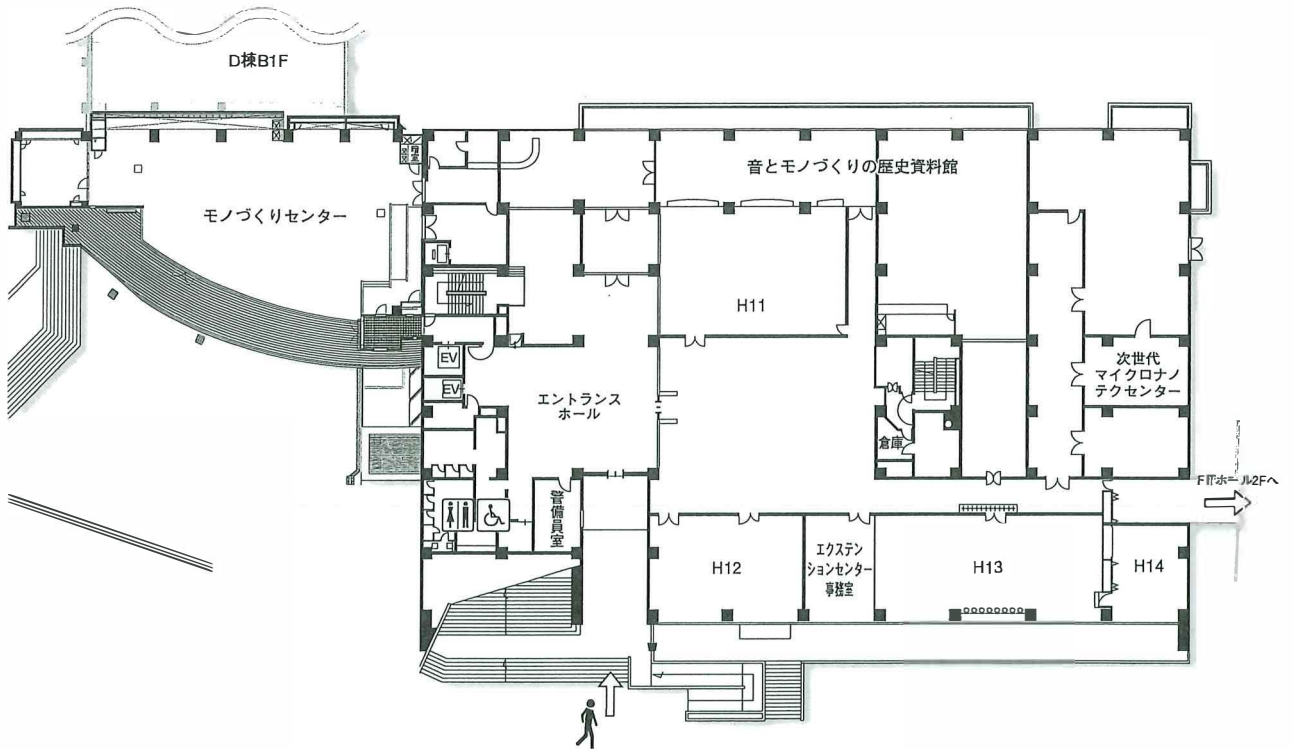 D棟B1F
音とモノづくりの歴史資料館
モノづくりセンター
H11
EV
EV
エントランス
ホール
次世代
マイクロナノ
テクセンター
倉庫
FITホール2Fへ
警備員室
H12
エクステン
ションセンター
事務室
H13
H14